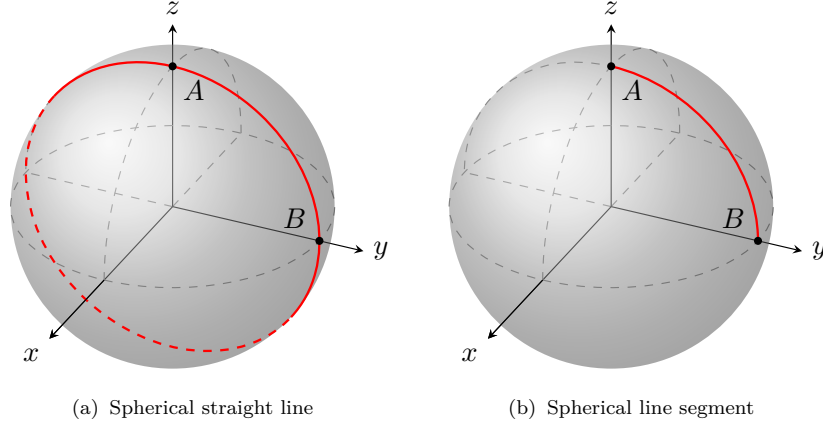 z
A
B
y
x
(a) Spherical straight line
z
A
B
y
x
(b) Spherical line segment